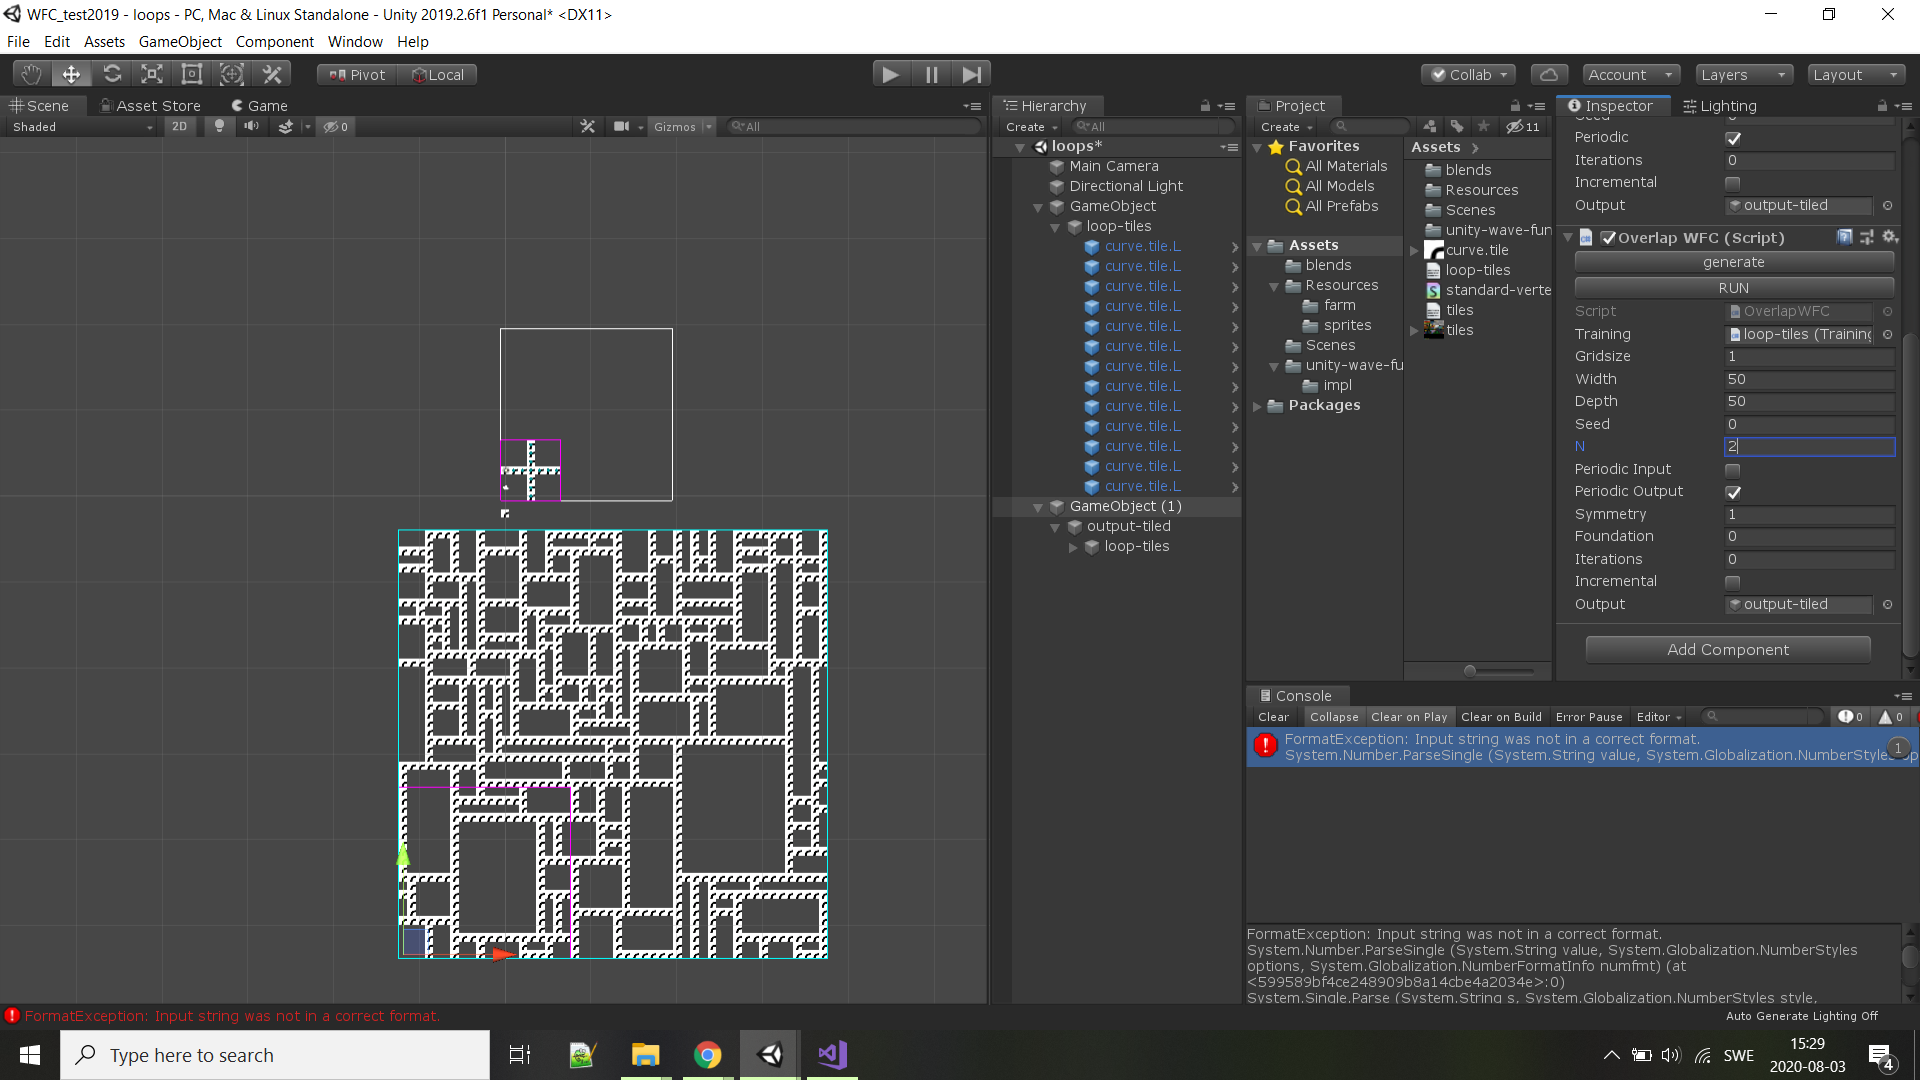 WFC_test2019 - loops - PC, Mac & Linux Standalone - Unity 2019.2.6f1 Personal* <DX11>
File Edit Assets GameObject Component Window Help
Pivot Local Collab Account Layers Layout
Scene Asset Store Game
Shaded 2D 0 Gizmos All
Hierarchy
Create All
loops*
Main Camera
Directional Light
GameObject
loop-tiles
curve.tile.L
curve.tile.L
curve.tile.L
curve.tile.L
curve.tile.L
curve.tile.L
curve.tile.L
curve.tile.L
curve.tile.L
curve.tile.L
curve.tile.L
curve.tile.L
curve.tile.L
GameObject (1)
output-tiled
loop-tiles
Project
Create 11
Favorites
All Materials
All Models
All Prefabs
Assets
blends
Resources
farm
sprites
Scenes
unity-wave-fu
impl
Packages
Assets
blends
Resources
Scenes
unity-wave-fun
curve.tile
loop-tiles
standard-verte
tiles
tiles
Inspector Lighting
Periodic
Iterations 0
Incremental
Output output-tiled
Overlap WFC (Script)
generate
RUN
Script OverlapWFC
Training loop-tiles (Training
Gridsize 1
Width 50
Depth 50
Seed 0
N 2
Periodic Input
Periodic Output
Symmetry 1
Foundation 0
Iterations 0
Incremental
Output output-tiled
Add Component
Console
Clear Collapse Clear on Play Clear on Build Error Pause Editor 0 0
FormatException: Input string was not in a correct format. 1
System.Number.ParseSingle (System.String value, System.Globalization.NumberStyles op
FormatException: Input string was not in a correct format.
System.Number.ParseSingle (System.String value, System.Globalization.NumberStyles
options, System.Globalization.NumberFormatInfo numfmt) (at
<599589bf4ce248909b8a14cbe4a2034e>:0)
System.Single.Parse (System.String s, System.Globalization.NumberStyles style,
FormatException: Input string was not in a correct format.
Auto Generate Lighting Off
Type here to search
SWE
15:29
2020-08-03
4